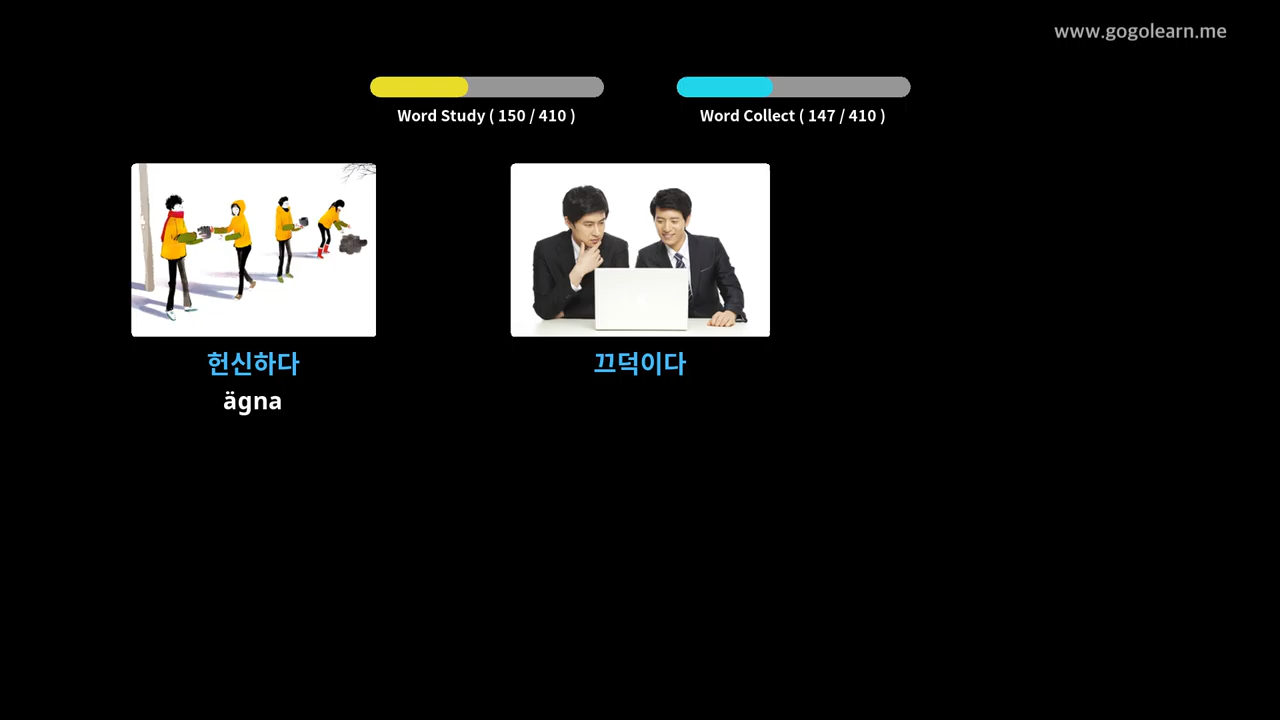 www.gogolearn.me
Word Study ( 150 / 410 )
Word Collect ( 147 / 410 )
헌신하다
ägna
끄덕이다